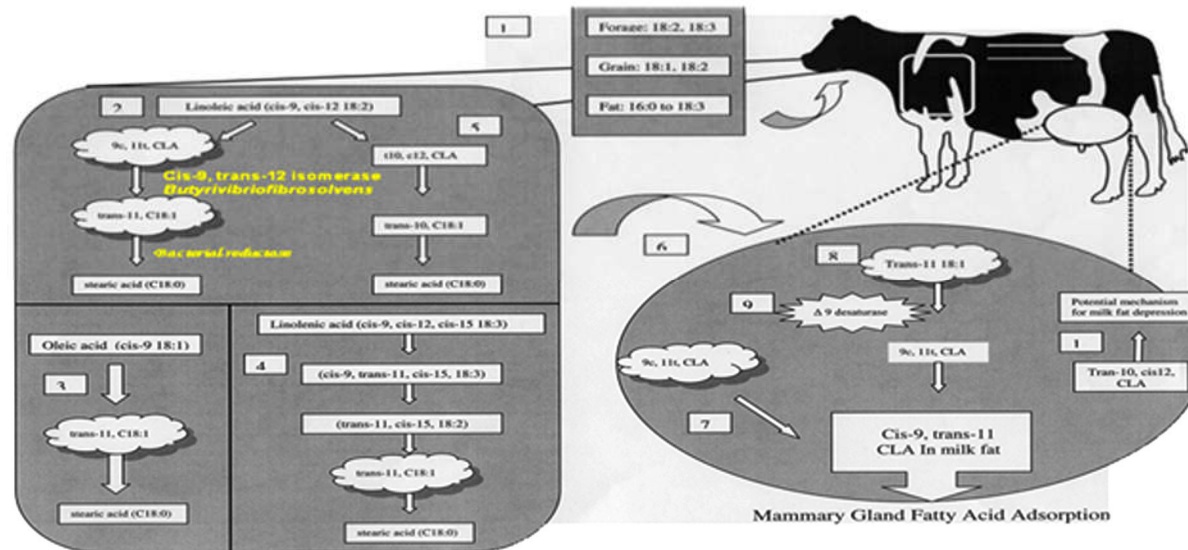 1
Forage: 18:2, 18:3
Grain: 18:1, 18:2
Fat: 16:0 to 18:3
2
Linoleic acid (cis-9, cis-12 18:2)
5
9c, 11t, CLA
t10, c12, CLA
Cis-9, trans-12 isomerase
Butyrivibriofibrosolvens
trans-11, C18:1
trans-10, C18:1
Bacterial reductase
stearic acid (C18:0)
stearic acid (C18:0)
Oleic acid (cis-9 18:1)
3
trans-11, C18:1
stearic acid (C18:0)
Linolenic acid (cis-9, cis-12, cis-15 18:3)
4
(cis-9, trans-11, cis-15, 18:3)
(trans-11, cis-15, 18:2)
trans-11, C18:1
stearic acid (C18:0)
6
8
Trans-11 18:1
9
Δ 9 desaturase
9c, 11t, CLA
9c, 11t, CLA
7
Cis-9, trans-11
CLA In milk fat
Potential mechanism
for milk fat depression
1
Tran-10, cis12,
CLA
Mammary Gland Fatty Acid Adsorption